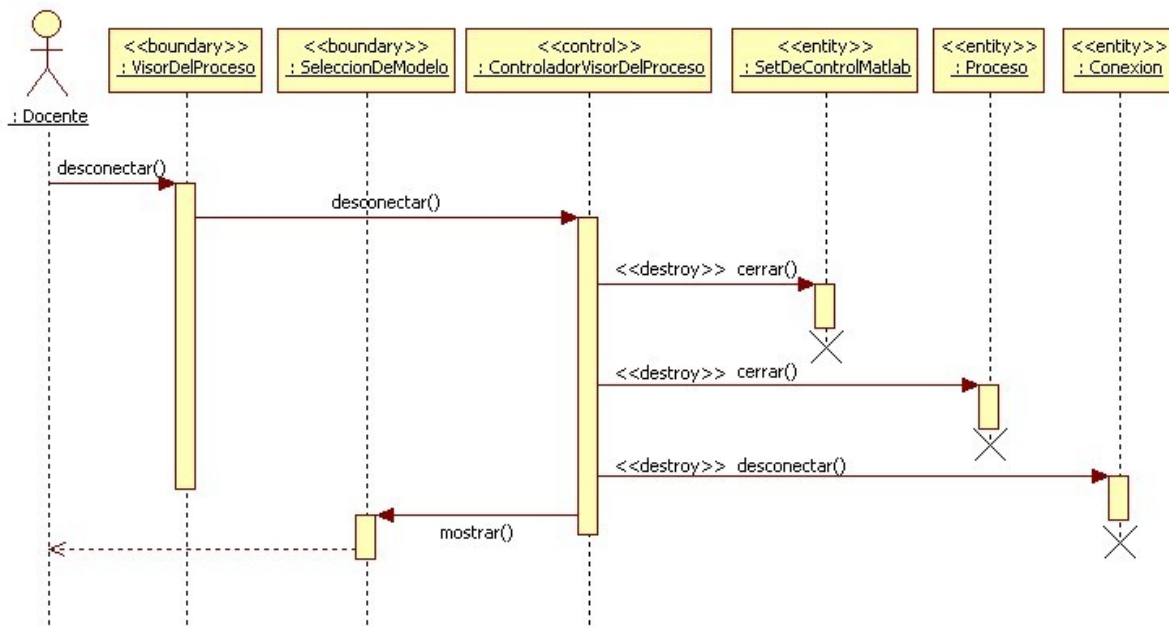 <<boundary>>
: VisorDelProceso
<<boundary>>
: SeleccionDeModelo
<<control>>
: ControladorVisorDelProceso
<<entity>>
: SetDeControlMatlab
<<entity>>
: Proceso
<<entity>>
: Conexion
: Docente
desconectar()
desconectar()
<<destroy>> cerrar()
<<destroy>> cerrar()
<<destroy>> desconectar()
mostrar()